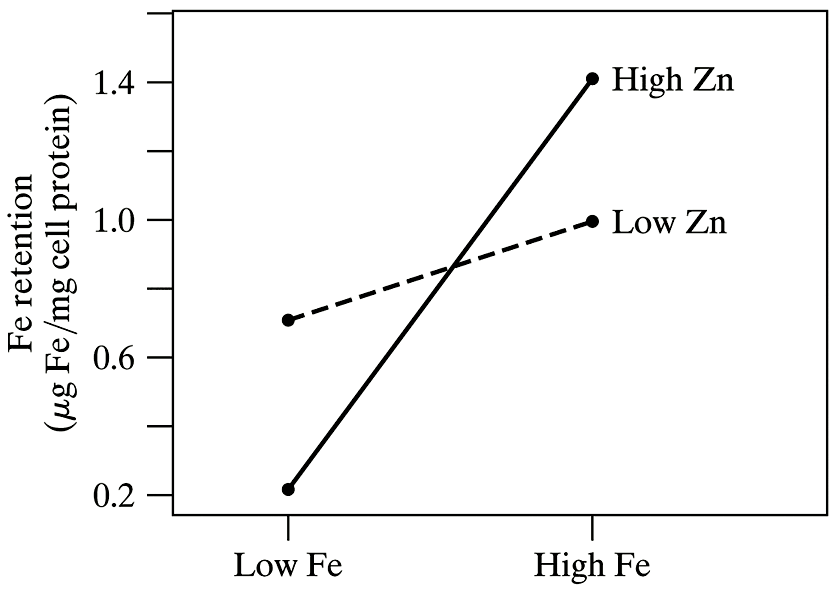 Fe retention
(μg Fe/mg cell protein)
1.4
1.0
0.6
0.2
High Zn
Low Zn
Low Fe
High Fe